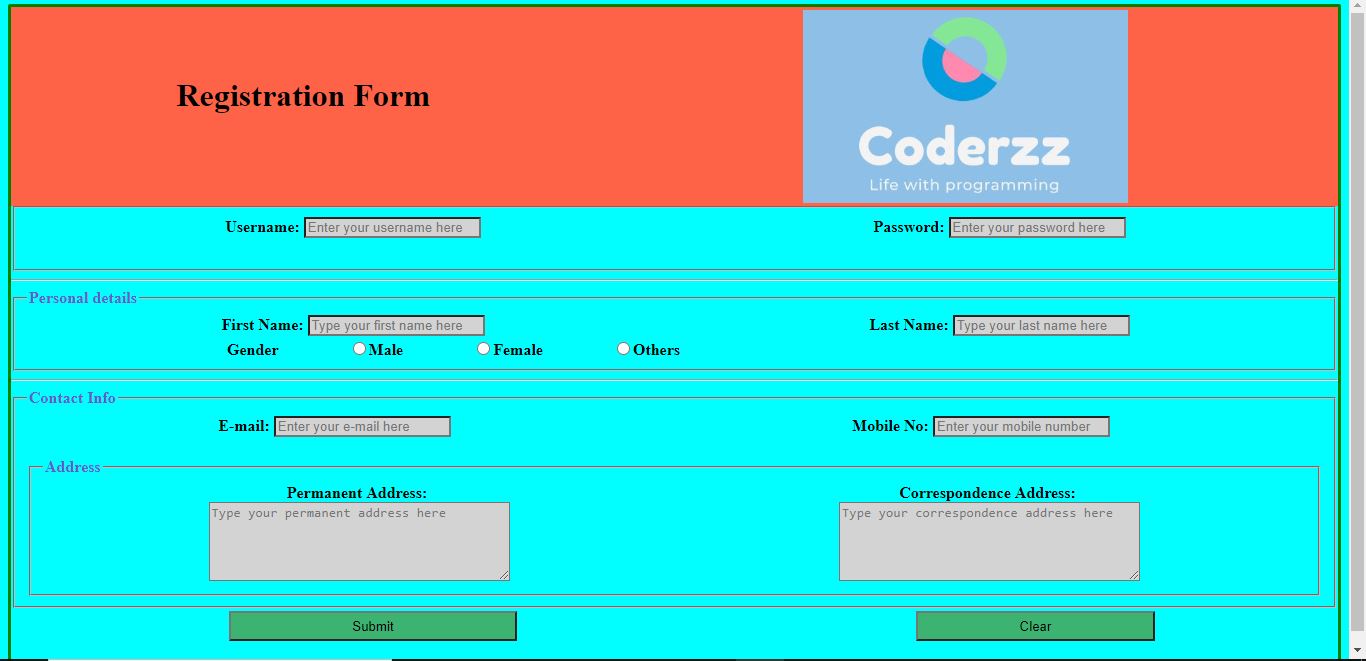 Registration Form
Coderzz
Life with programming
Username: Enter your username here Password: Enter your password here
Personal details
First Name: Type your first name here Last Name: Type your last name here
Gender Male Female Others
Contact Info
E-mail: Enter your e-mail here Mobile No: Enter your mobile number
Address
Permanent Address: Correspondence Address:
Type your permanent address here Type your correspondence address here
Submit Clear